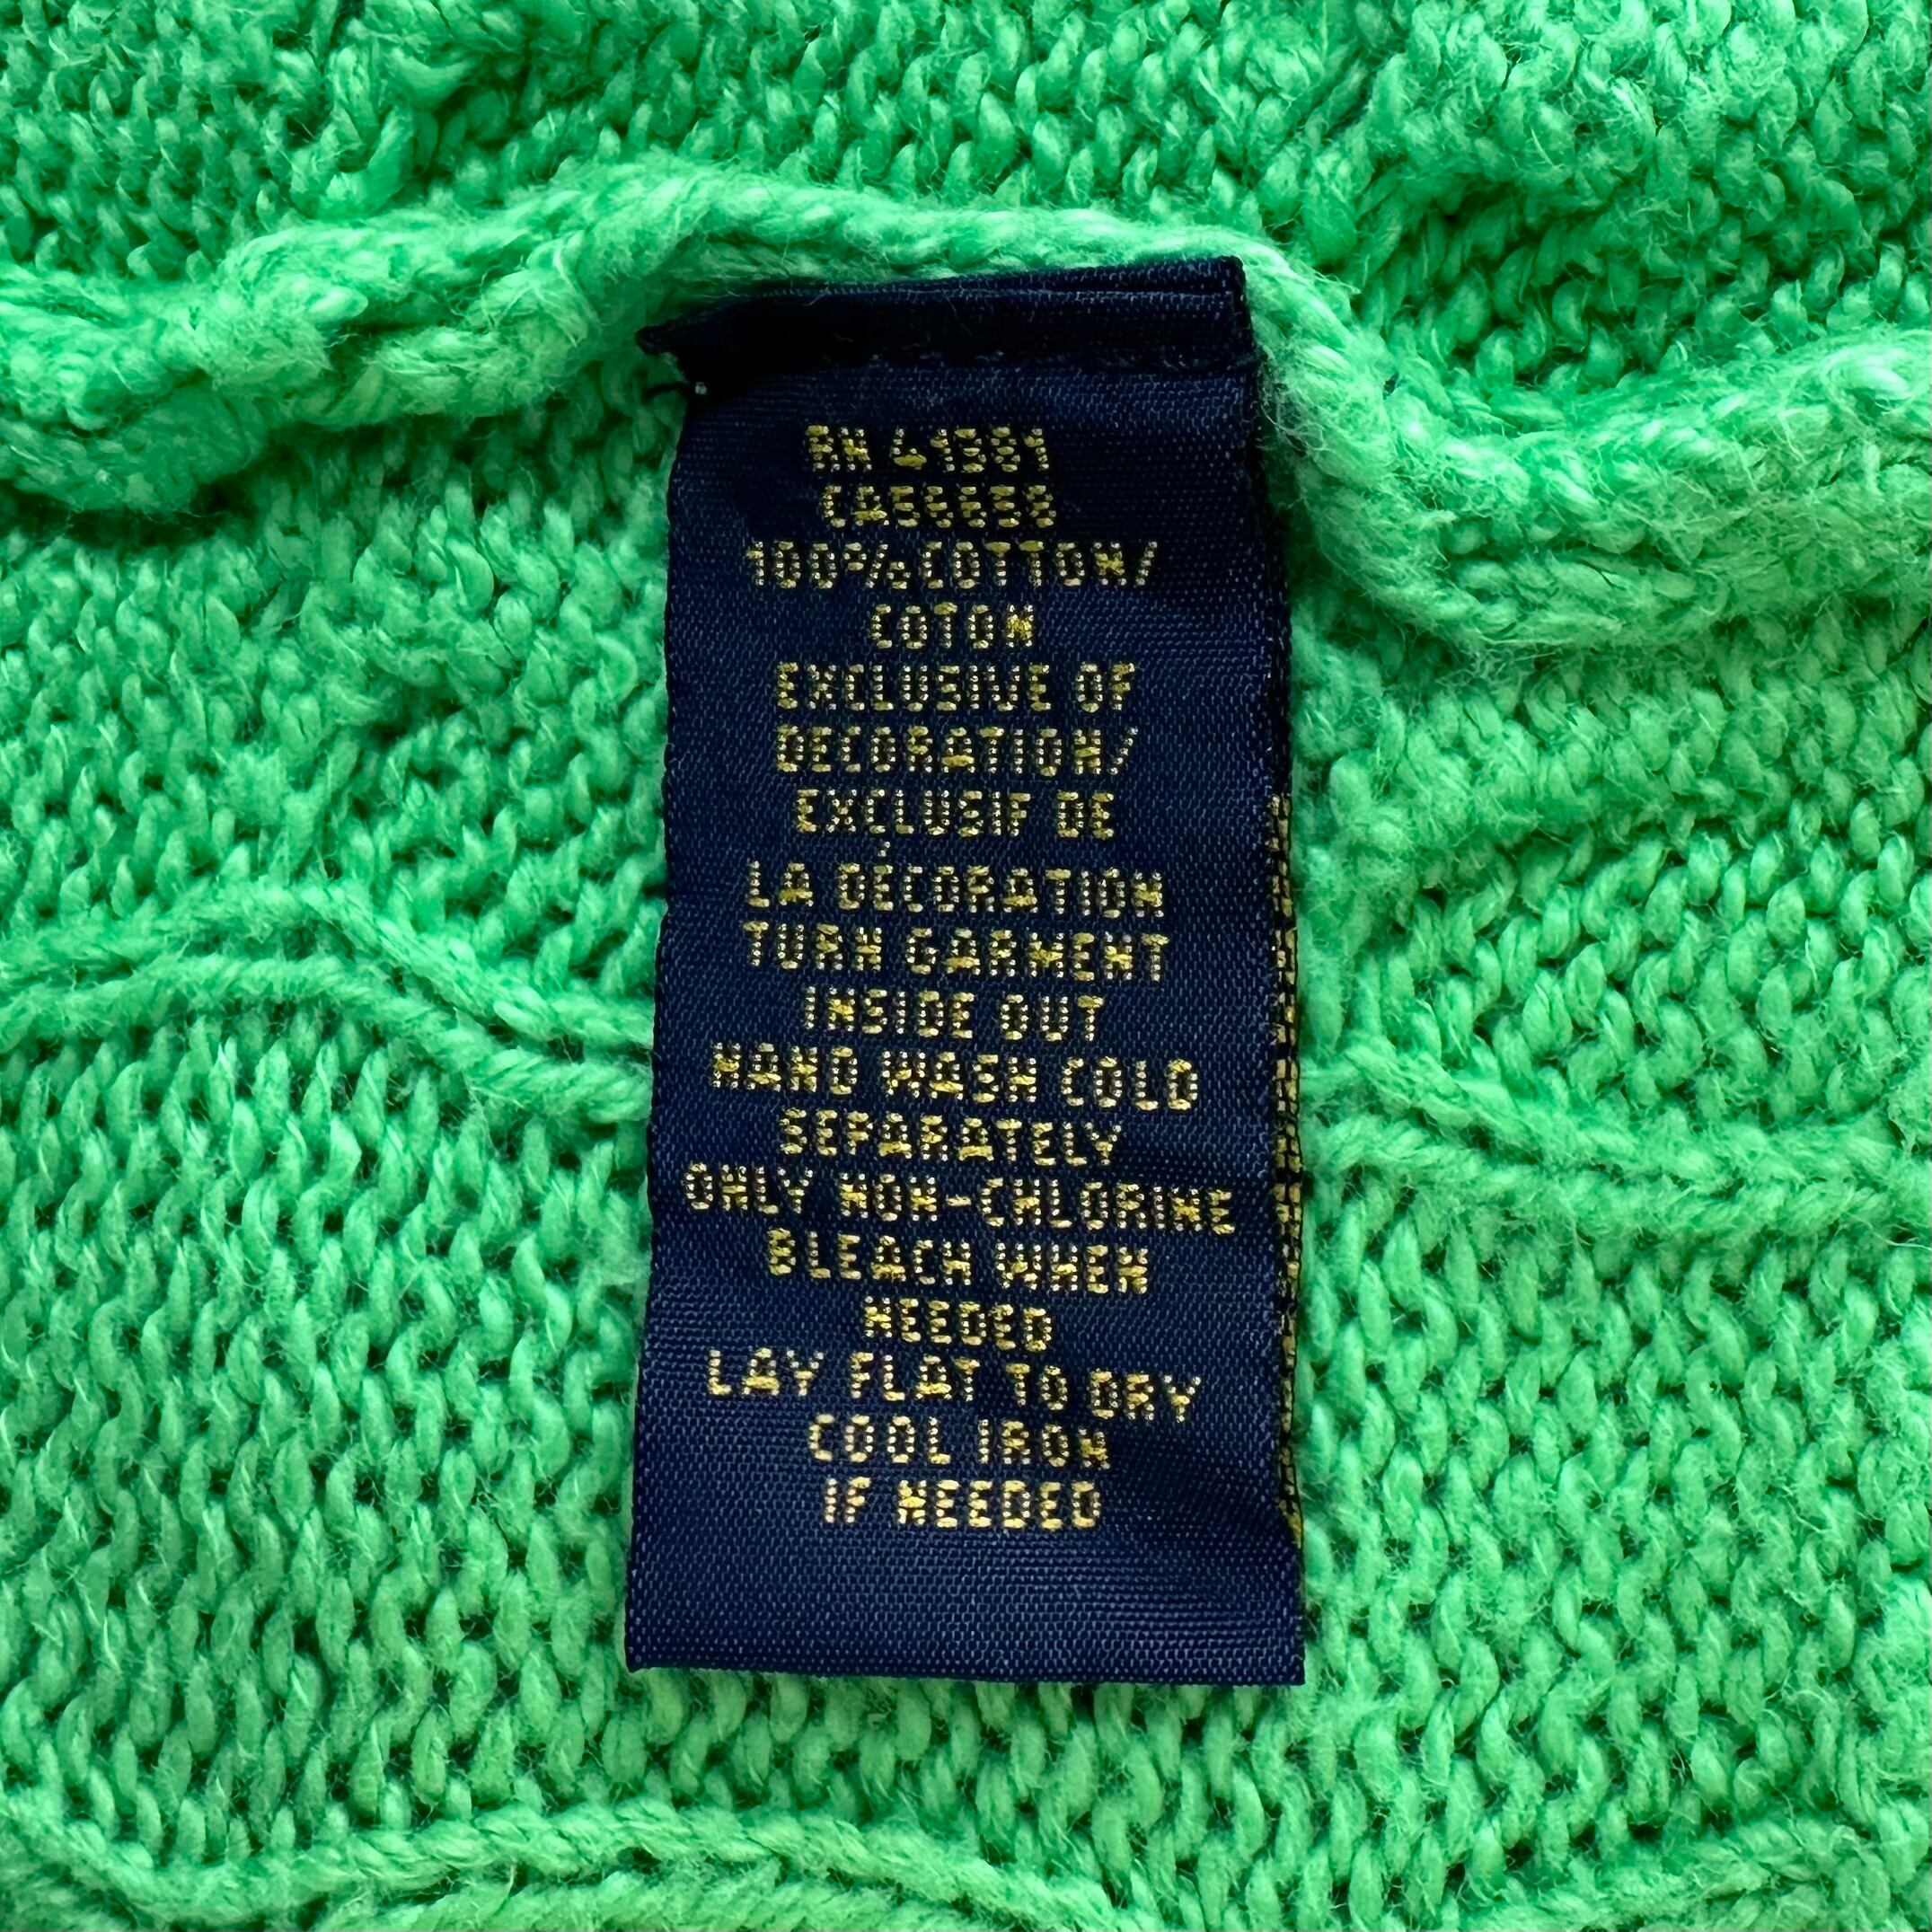 RN 41381
CA56658
100% COTTON/
COTON
EXCLUSIVE OF
DECORATION/
EXCLUSIF DE
LA DÉCORATION
TURN GARMENT
INSIDE OUT
HAND WASH COLD
SEPARATELY
ONLY NON-CHLORINE
BLEACH WHEN
NEEDED
LAY FLAT TO DRY
COOL IRON
IF NEEDED